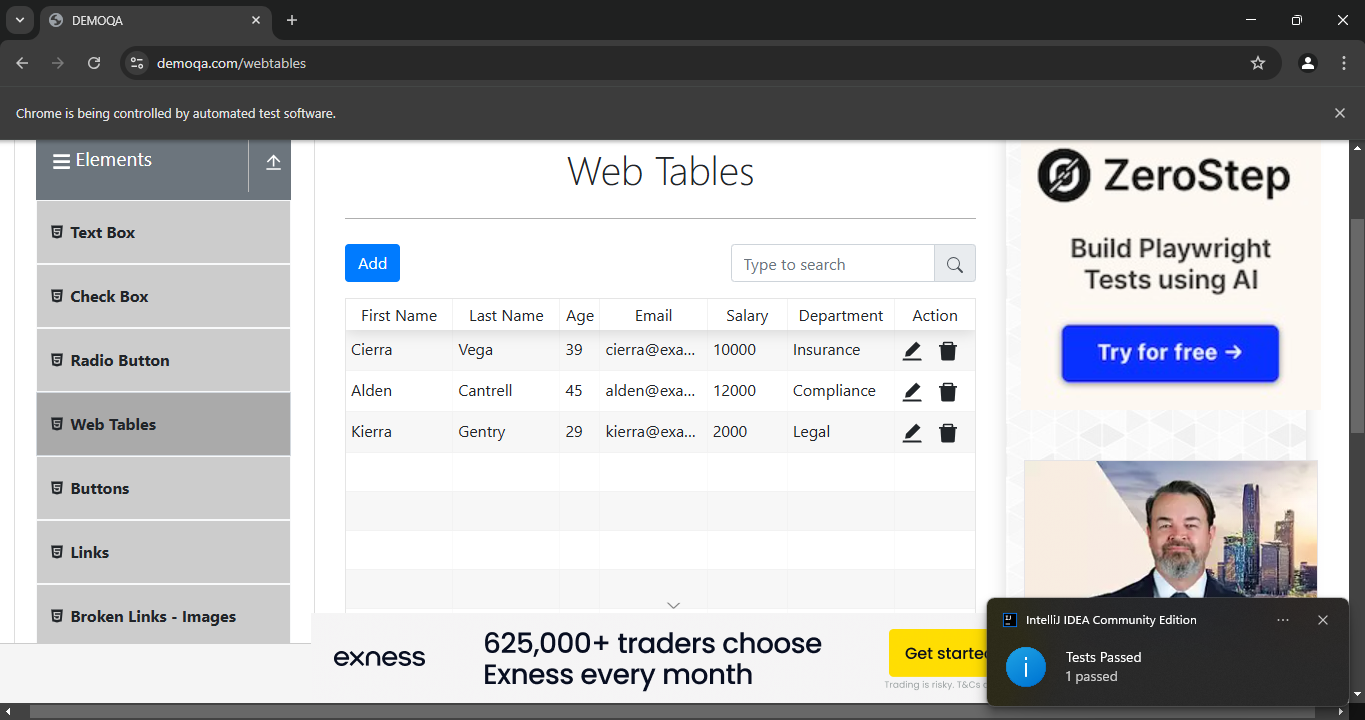 DEMOQA
demoqa.com/webtables
Chrome is being controlled by automated test software.
Elements
Text Box
Check Box
Radio Button
Web Tables
Buttons
Links
Broken Links - Images
Web Tables
Add
Type to search
First Name Last Name Age Email Salary Department Action
Cierra Vega 39 cierra@exa... 10000 Insurance
Alden Cantrell 45 alden@exa... 12000 Compliance
Kierra Gentry 29 kierra@exa... 2000 Legal
ZeroStep
Build Playwright
Tests using AI
Try for free →
exness
625,000+ traders choose
Exness every month
Get starte
Trading is risky. T&Cs
IntelliJ IDEA Community Edition
Tests Passed
1 passed